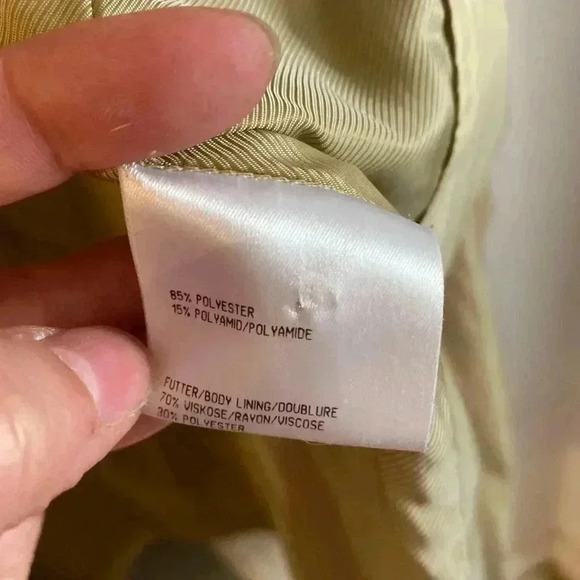 85% POLYESTER
15% POLYAMID/POLYAMIDE
FUTTER/BODY LINING/DOUBLURE
70% VISKOSE/RAYON/VISCOSE
30% POLYESTER